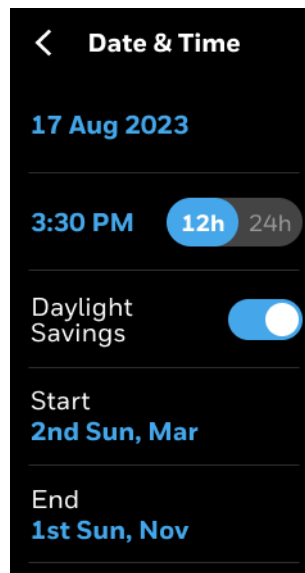 Date & Time
17 Aug 2023
3:30 PM 12h 24h
Daylight
Savings
Start
2nd Sun, Mar
End
1st Sun, Nov